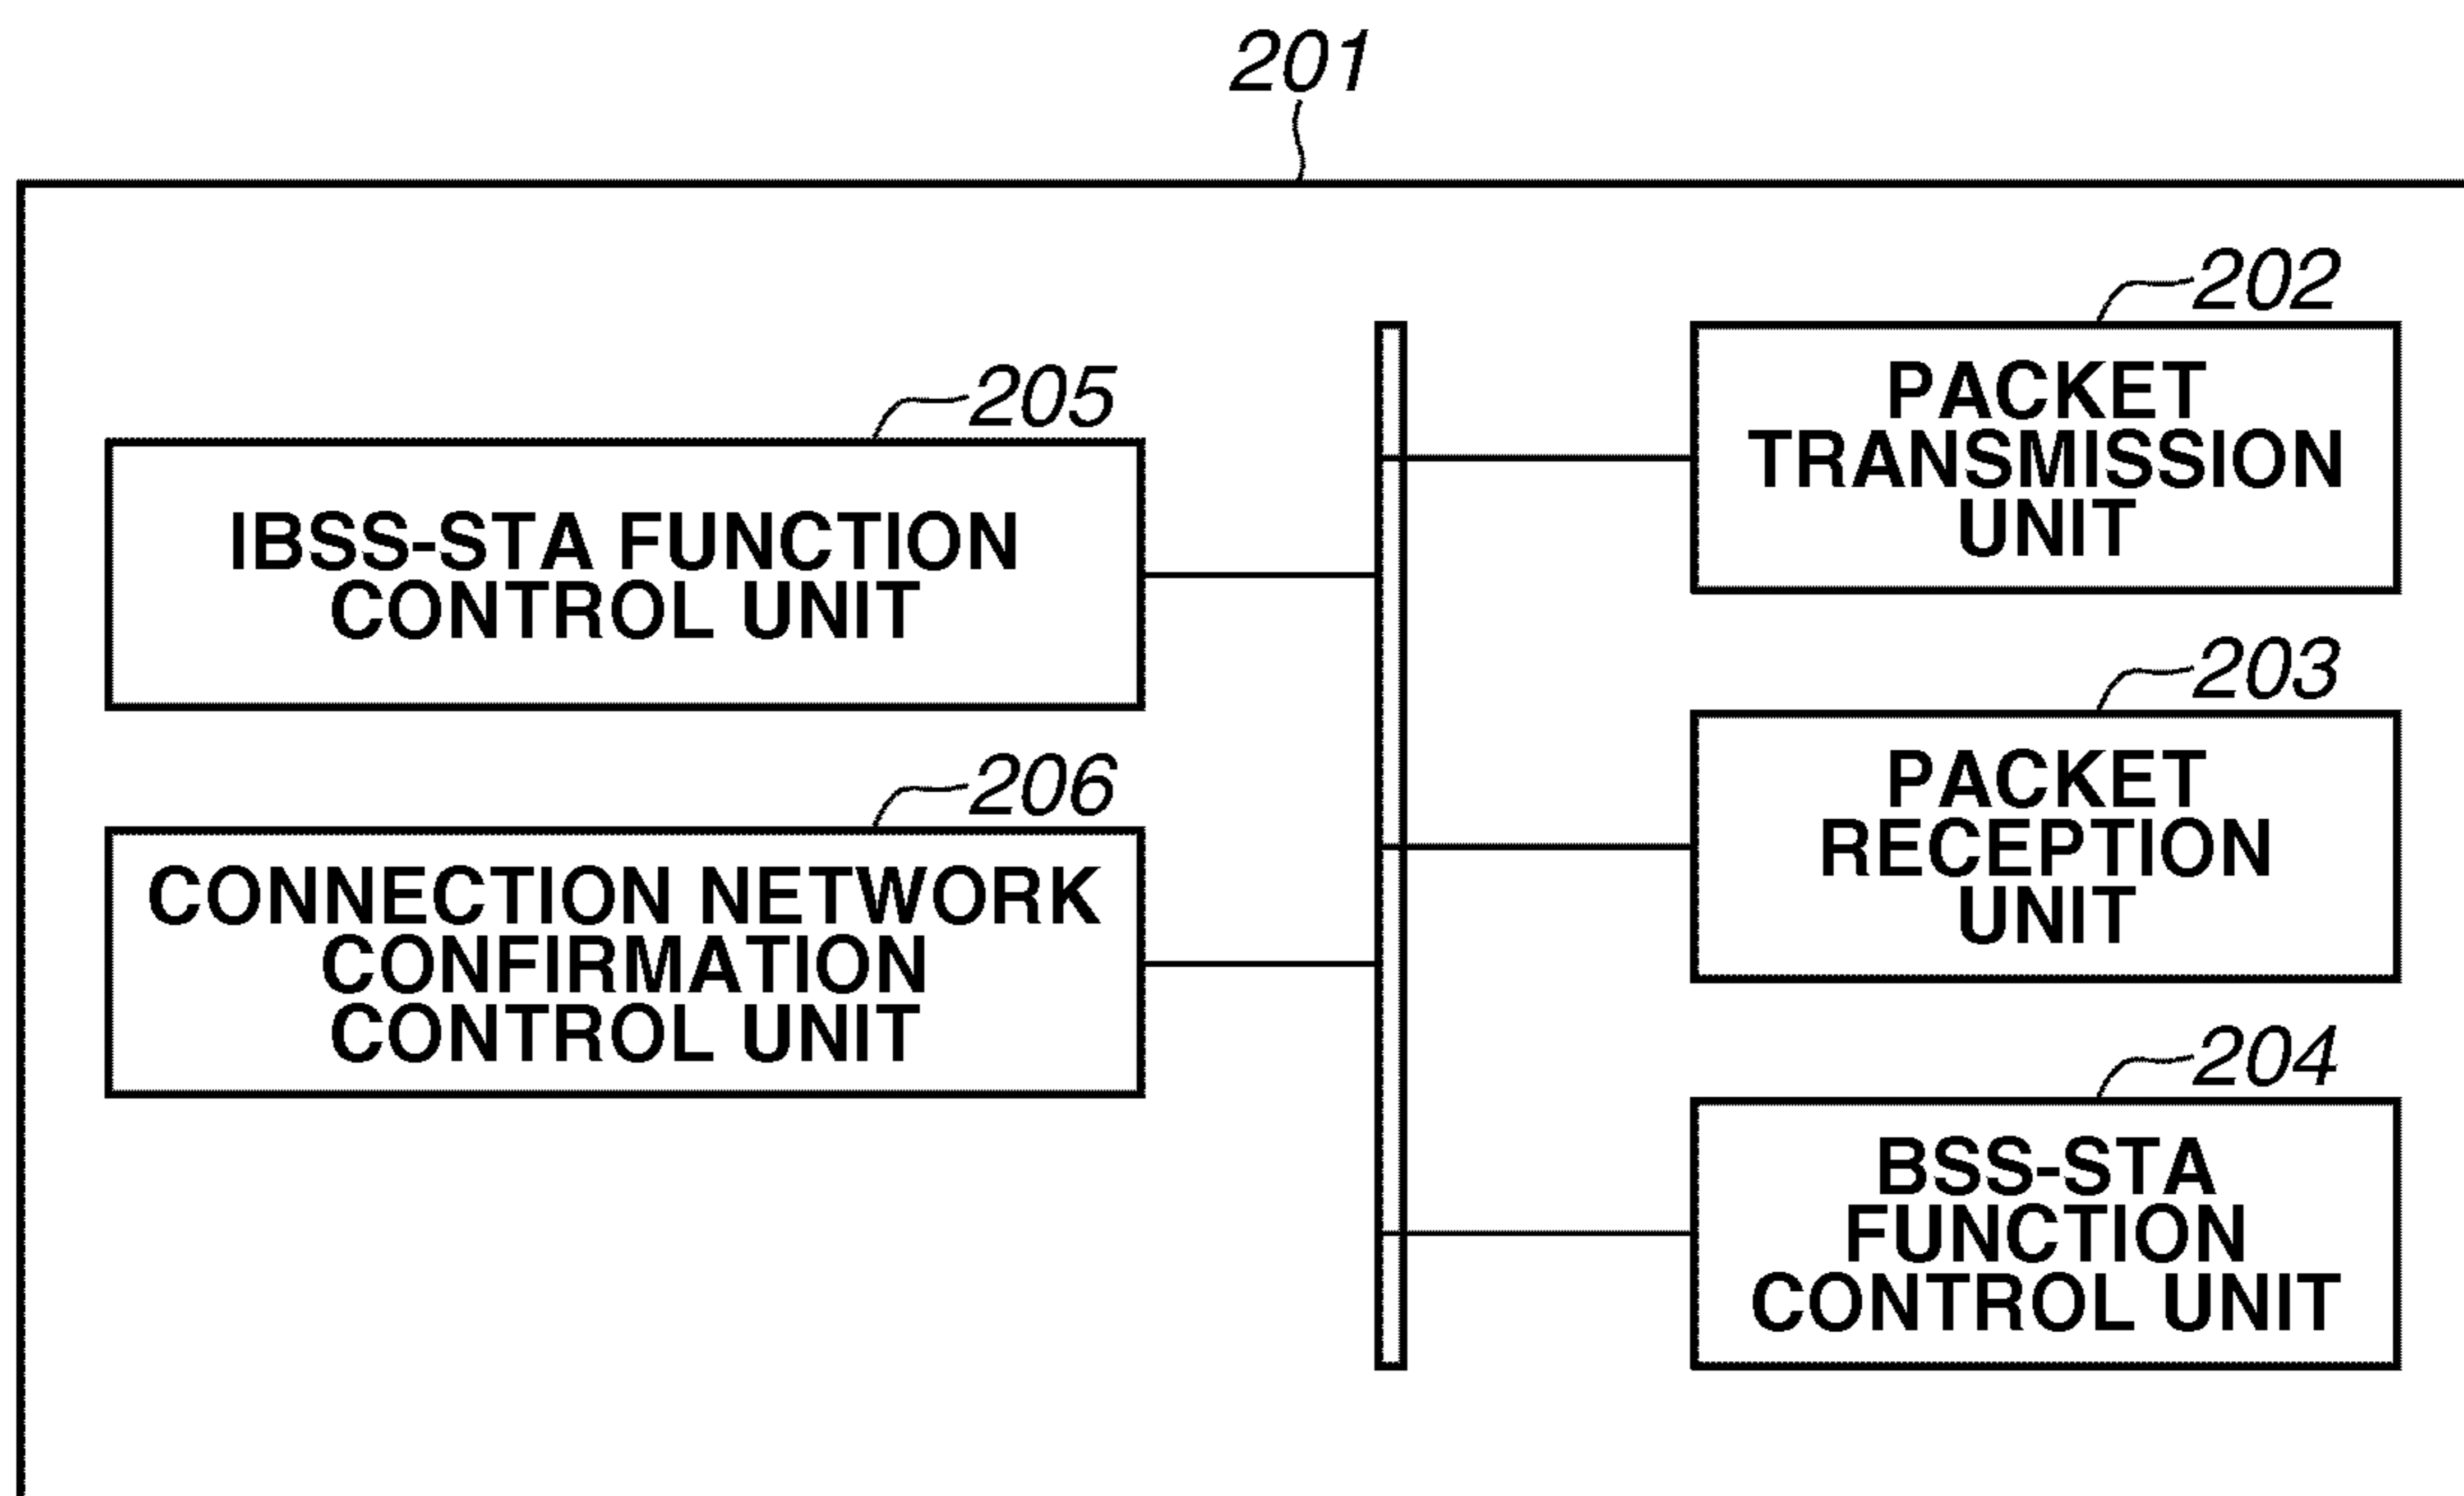 201
202
PACKET
TRANSMISSION
UNIT
205
IBSS-STA FUNCTION
CONTROL UNIT
203
PACKET
RECEPTION
UNIT
206
CONNECTION NETWORK
CONFIRMATION
CONTROL UNIT
204
BSS-STA
FUNCTION
CONTROL UNIT